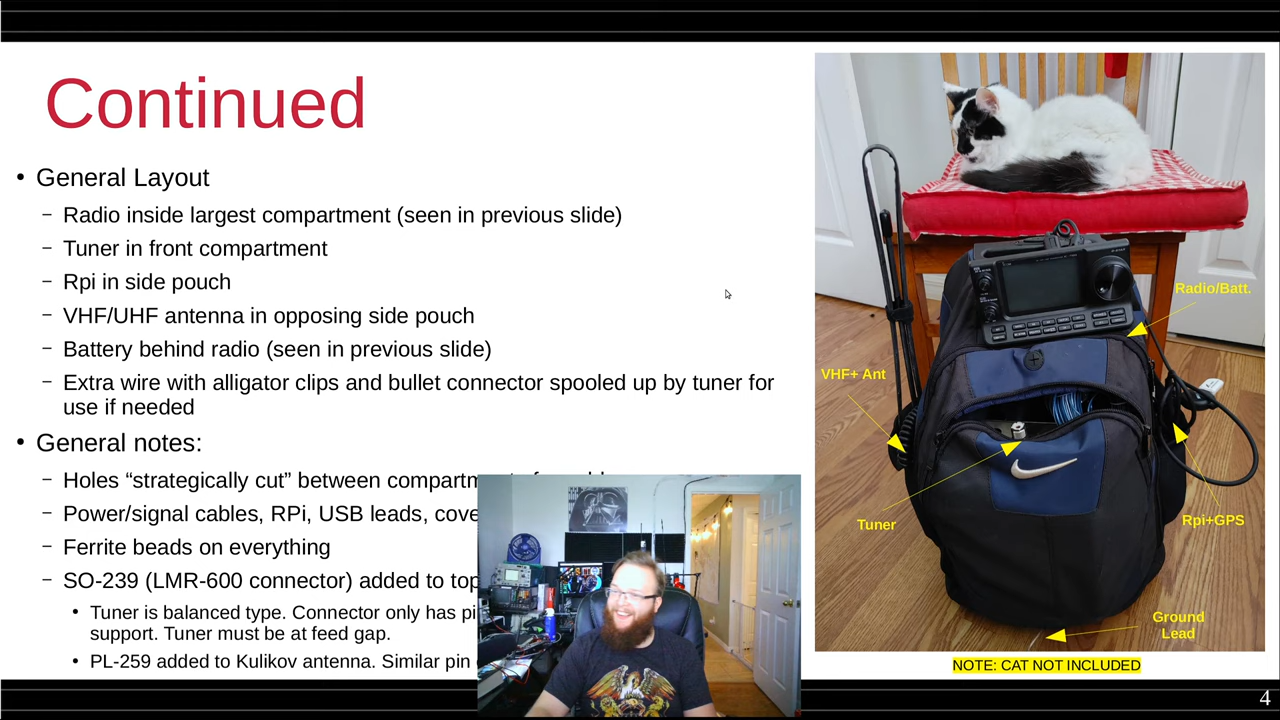 Continued
• General Layout
– Radio inside largest compartment (seen in previous slide)
– Tuner in front compartment
– Rpi in side pouch
– VHF/UHF antenna in opposing side pouch
– Battery behind radio (seen in previous slide)
– Extra wire with alligator clips and bullet connector spooled up by tuner for
use if needed
• General notes:
– Holes “strategically cut” between
– Power/signal cables, RPi, USB leads,
– Ferrite beads on everything
– SO-239 (LMR-600 connector) added to top
• Tuner is balanced type. Connector only has
support. Tuner must be at feed gap.
• PL-259 added to Kulikov antenna. Similar pin
Radio/Batt.
VHF+ Ant
Tuner
Rpi+GPS
Ground
Lead
NOTE: CAT NOT INCLUDED
4